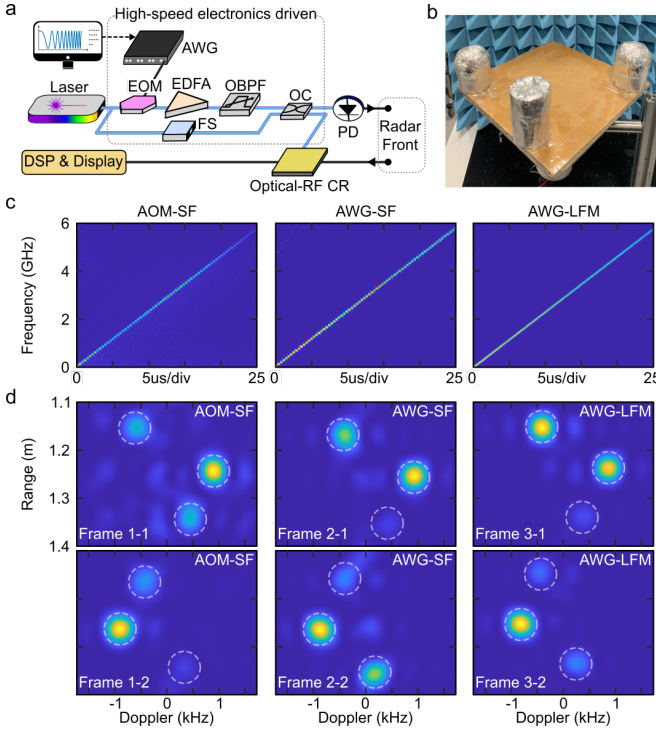 a
High-speed electronics driven
AWG
Laser
EOM
EDFA
OBPF
OC
FS
PD
Radar
Front
DSP & Display
Optical-RF CR
b
c
AOM-SF
AWG-SF
AWG-LFM
Frequency (GHz)
6
4
2
0
0 5us/div 25
0 5us/div 25
0 5us/div 25
d
Range (m)
1.1
1.2
1.3
1.4
AOM-SF
Frame 1-1
AWG-SF
Frame 2-1
AWG-LFM
Frame 3-1
AOM-SF
Frame 1-2
AWG-SF
Frame 2-2
AWG-LFM
Frame 3-2
-1 0 1
Doppler (kHz)
-1 0 1
Doppler (kHz)
-1 0 1
Doppler (kHz)